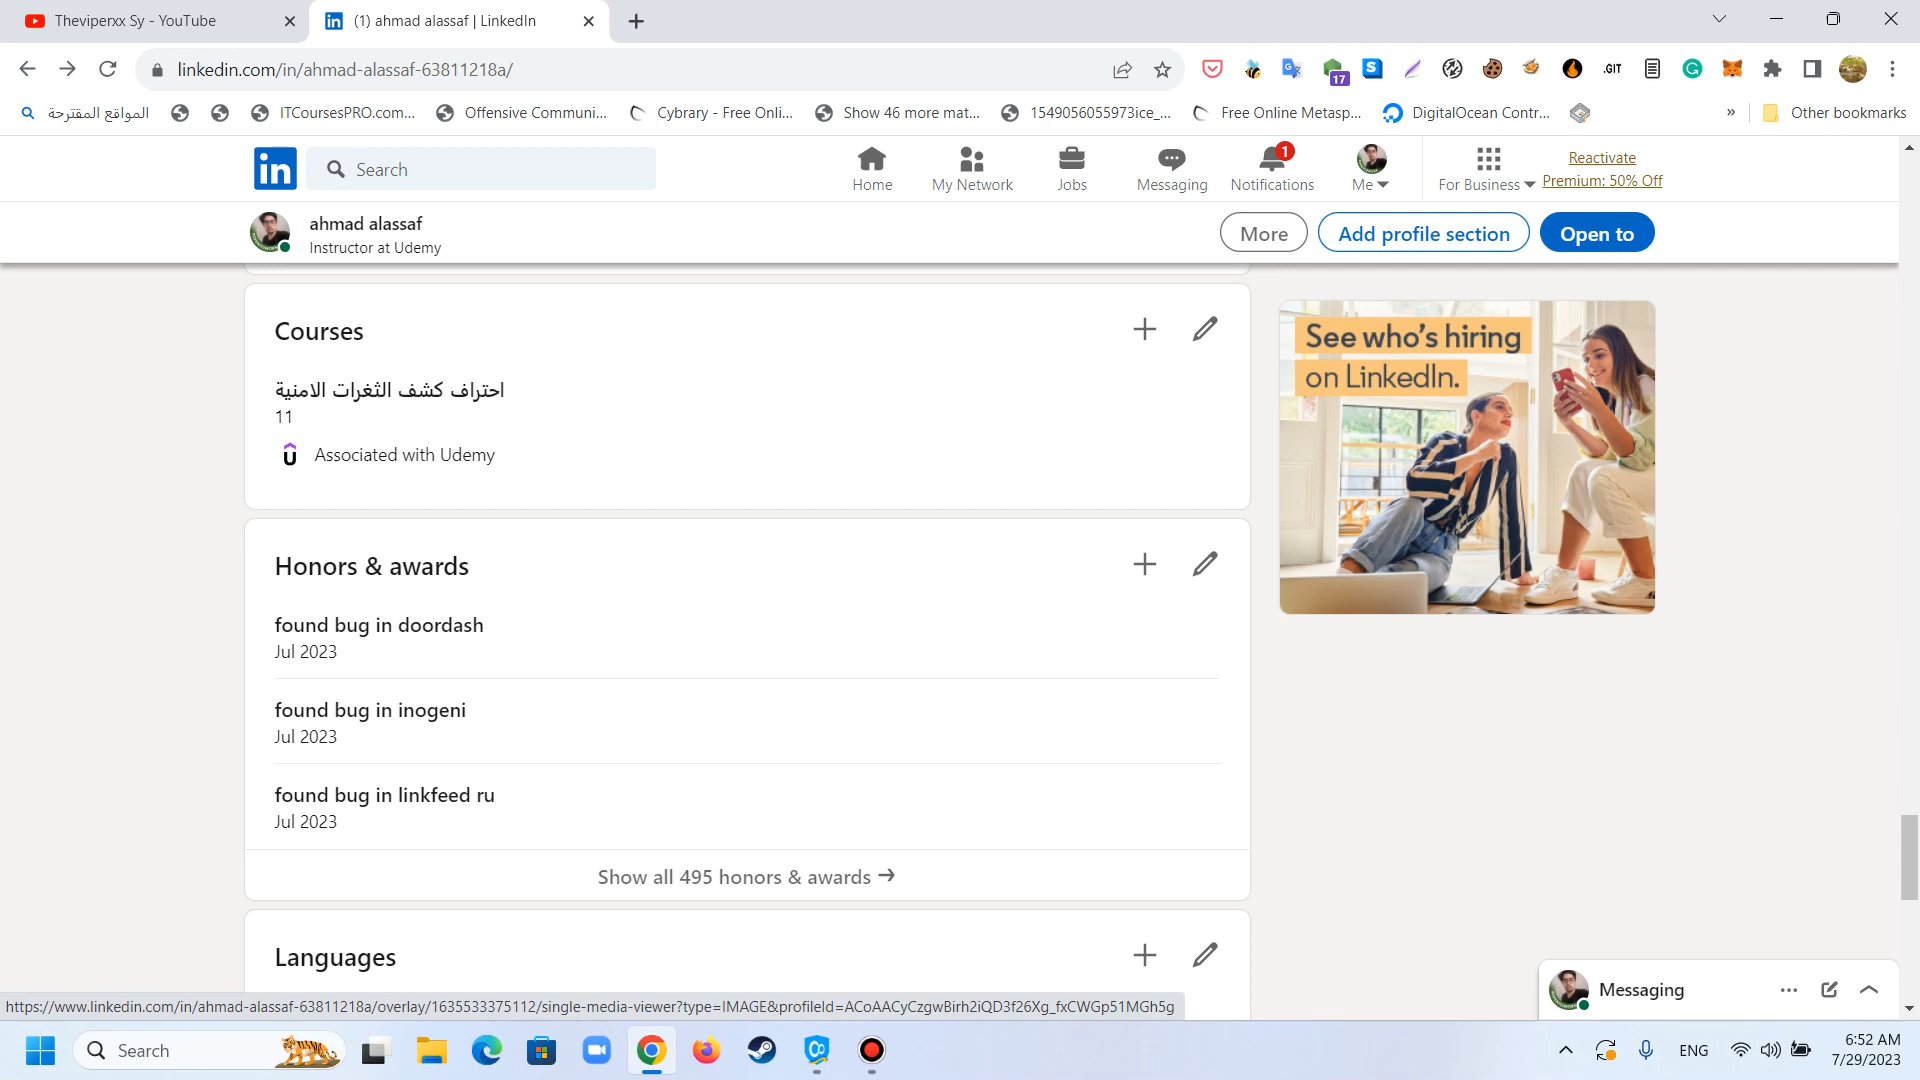 Theviperxx Sy - YouTube
(1) ahmad alassaf | LinkedIn
linkedin.com/in/ahmad-alassaf-63811218a/
17
.GIT
المواقع المقترحة
ITCoursesPRO.com...
Offensive Communi...
Cybrary - Free Onli...
Show 46 more mat...
1549056055973ice_...
Free Online Metasp...
DigitalOcean Contr...
»
Other bookmarks
in
Search
Home
My Network
Jobs
Messaging
1
Notifications
Me
For Business
Reactivate
Premium: 50% Off
ahmad alassaf
Instructor at Udemy
More
Add profile section
Open to
Courses
احتراف كشف الثغرات الامنية
11
Associated with Udemy
See who's hiring
on LinkedIn.
Honors & awards
found bug in doordash
Jul 2023
found bug in inogeni
Jul 2023
found bug in linkfeed ru
Jul 2023
Show all 495 honors & awards →
Languages
Messaging
https://www.linkedin.com/in/ahmad-alassaf-63811218a/overlay/1635533375112/single-media-viewer?type=IMAGE&profileId=ACoAACyCzgwBirh2iQD3f26Xg_fxCWGp51MGh5g
Search
ENG
6:52 AM
7/29/2023